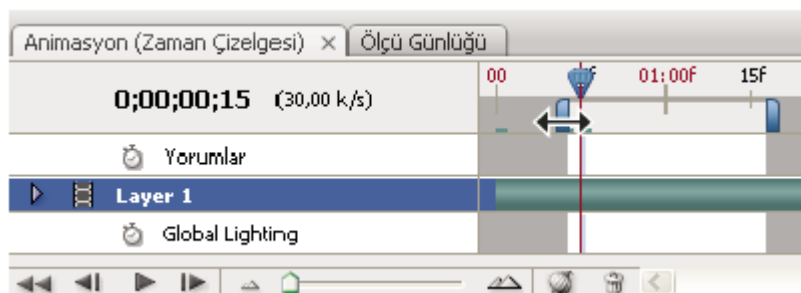 Animasyon (Zaman Çizelgesi) × Ölçü Günlüğü
0;00;00;15 (30,00 k/s)
00 f 01:00f 15f
Yorumlar
Layer 1
Global Lighting